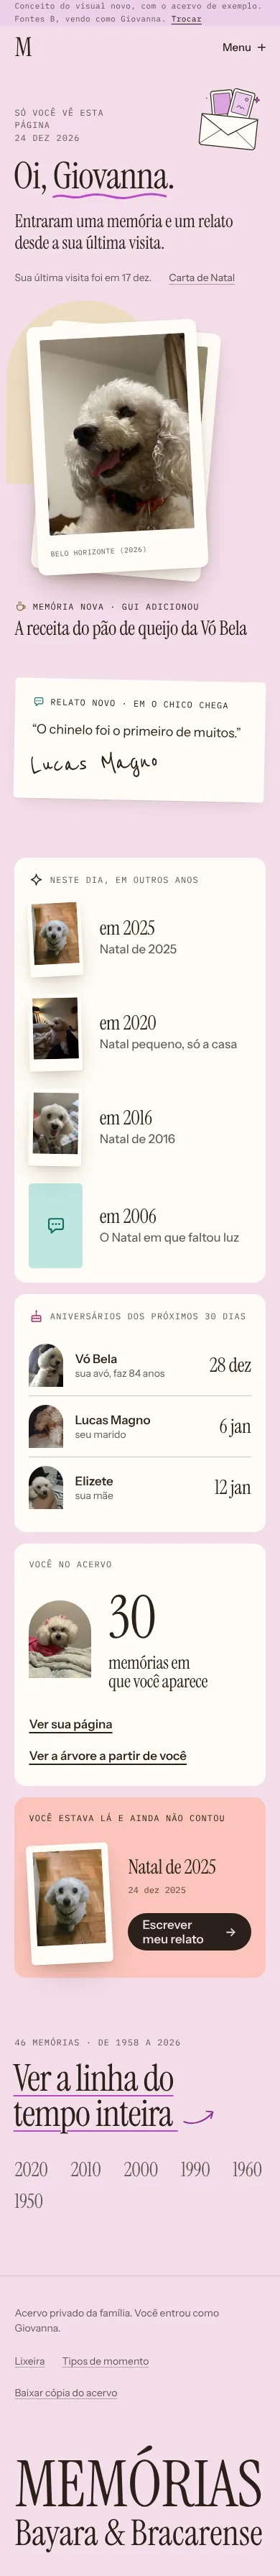 Conceito do visual novo, com o acervo de exemplo.
Fontes B, vendo como Giovanna. Trocar
M
Menu +
SÓ VOCÊ VÊ ESTA
PÁGINA
24 DEZ 2026
Oi, Giovanna.
Entraram uma memória e um relato
desde a sua última visita.
Sua última visita foi em 17 dez.
Carta de Natal
BELO HORIZONTE (2026)
MEMÓRIA NOVA · GUI ADICIONOU
A receita do pão de queijo da Vó Bela
RELATO NOVO · EM O CHICO CHEGA
“O chinelo foi o primeiro de muitos.”
Lucas Magno
NESTE DIA, EM OUTROS ANOS
em 2025
Natal de 2025
em 2020
Natal pequeno, só a casa
em 2016
Natal de 2016
em 2006
O Natal em que faltou luz
ANIVERSÁRIOS DOS PRÓXIMOS 30 DIAS
Vó Bela
sua avó, faz 84 anos
28 dez
Lucas Magno
seu marido
6 jan
Elizete
sua mãe
12 jan
VOCÊ NO ACERVO
30
memórias em
que você aparece
Ver sua página
Ver a árvore a partir de você
VOCÊ ESTAVA LÁ E AINDA NÃO CONTOU
Natal de 2025
24 dez 2025
Escrever
meu relato →
46 MEMÓRIAS · DE 1958 A 2026
Ver a linha do
tempo inteira
2020 2010 2000 1990 1960
1950
Acervo privado da família. Você entrou como
Giovanna.
Lixeira Tipos de momento
Baixar cópia do acervo
MEMÓRIAS
Bayara & Bracarense